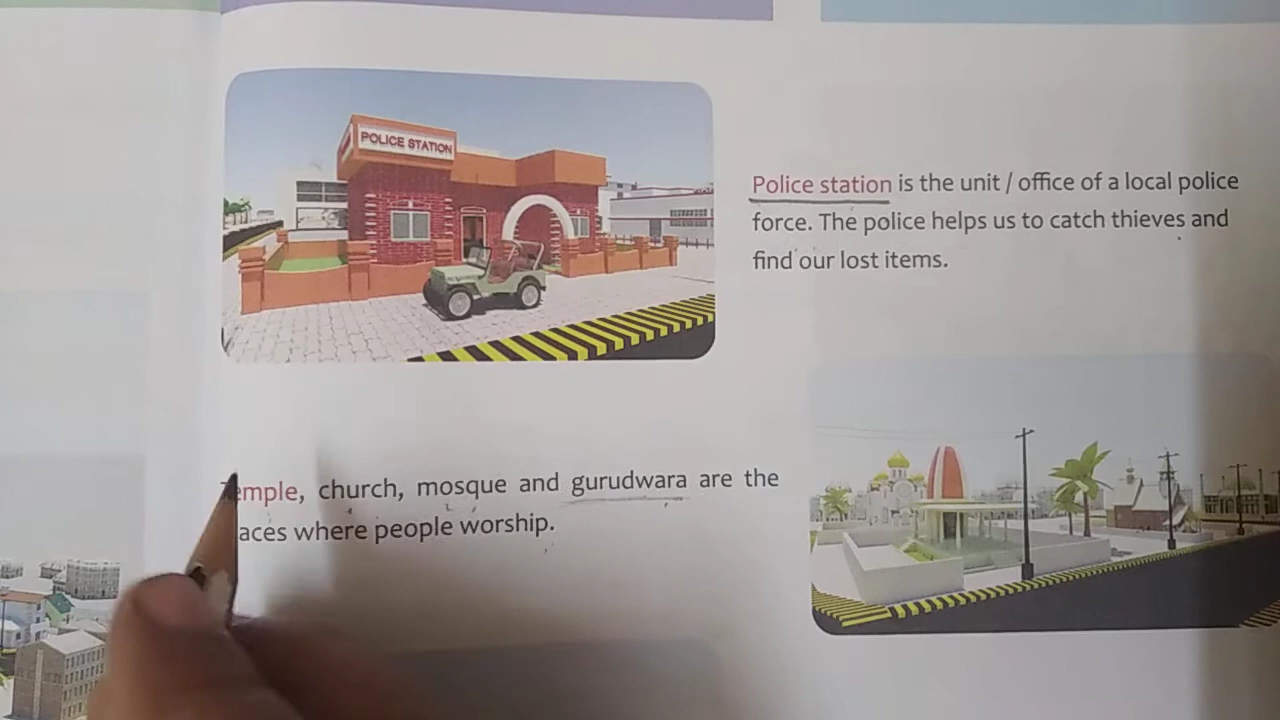 POLICE STATION
Police station is the unit / office of a local police
force. The police helps us to catch thieves and
find our lost items.
Temple, church, mosque and gurudwara are the
aces where people worship.